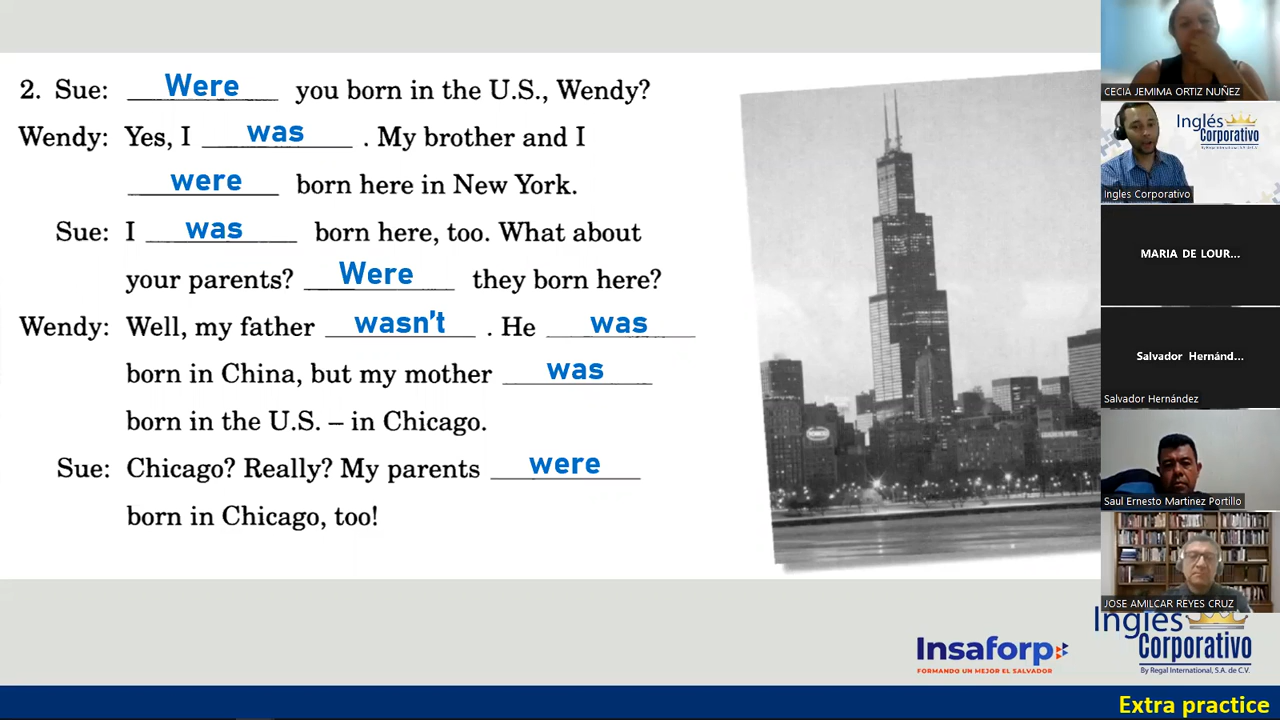 2. Sue: Were you born in the U.S., Wendy?
Wendy: Yes, I was . My brother and I
were born here in New York.
Sue: I was born here, too. What about
your parents? Were they born here?
Wendy: Well, my father wasn't . He was
born in China, but my mother was
born in the U.S. – in Chicago.
Sue: Chicago? Really? My parents were
born in Chicago, too!
CECIA JEMIMA ORTIZ NUÑEZ
Inglés
Corporativo
By Regal International, S.A. de C.V.
Ingles Corporativo
MARIA DE LOUR...
Salvador Hernánd...
Salvador Hernández
Saul Ernesto Martinez Portillo
JOSE AMILCAR REYES CRUZ
Insaforp
FORMANDO UN MEJOR EL SALVADOR
Inglés
Corporativo
By Regal International, S.A. de C.V.
Extra practice